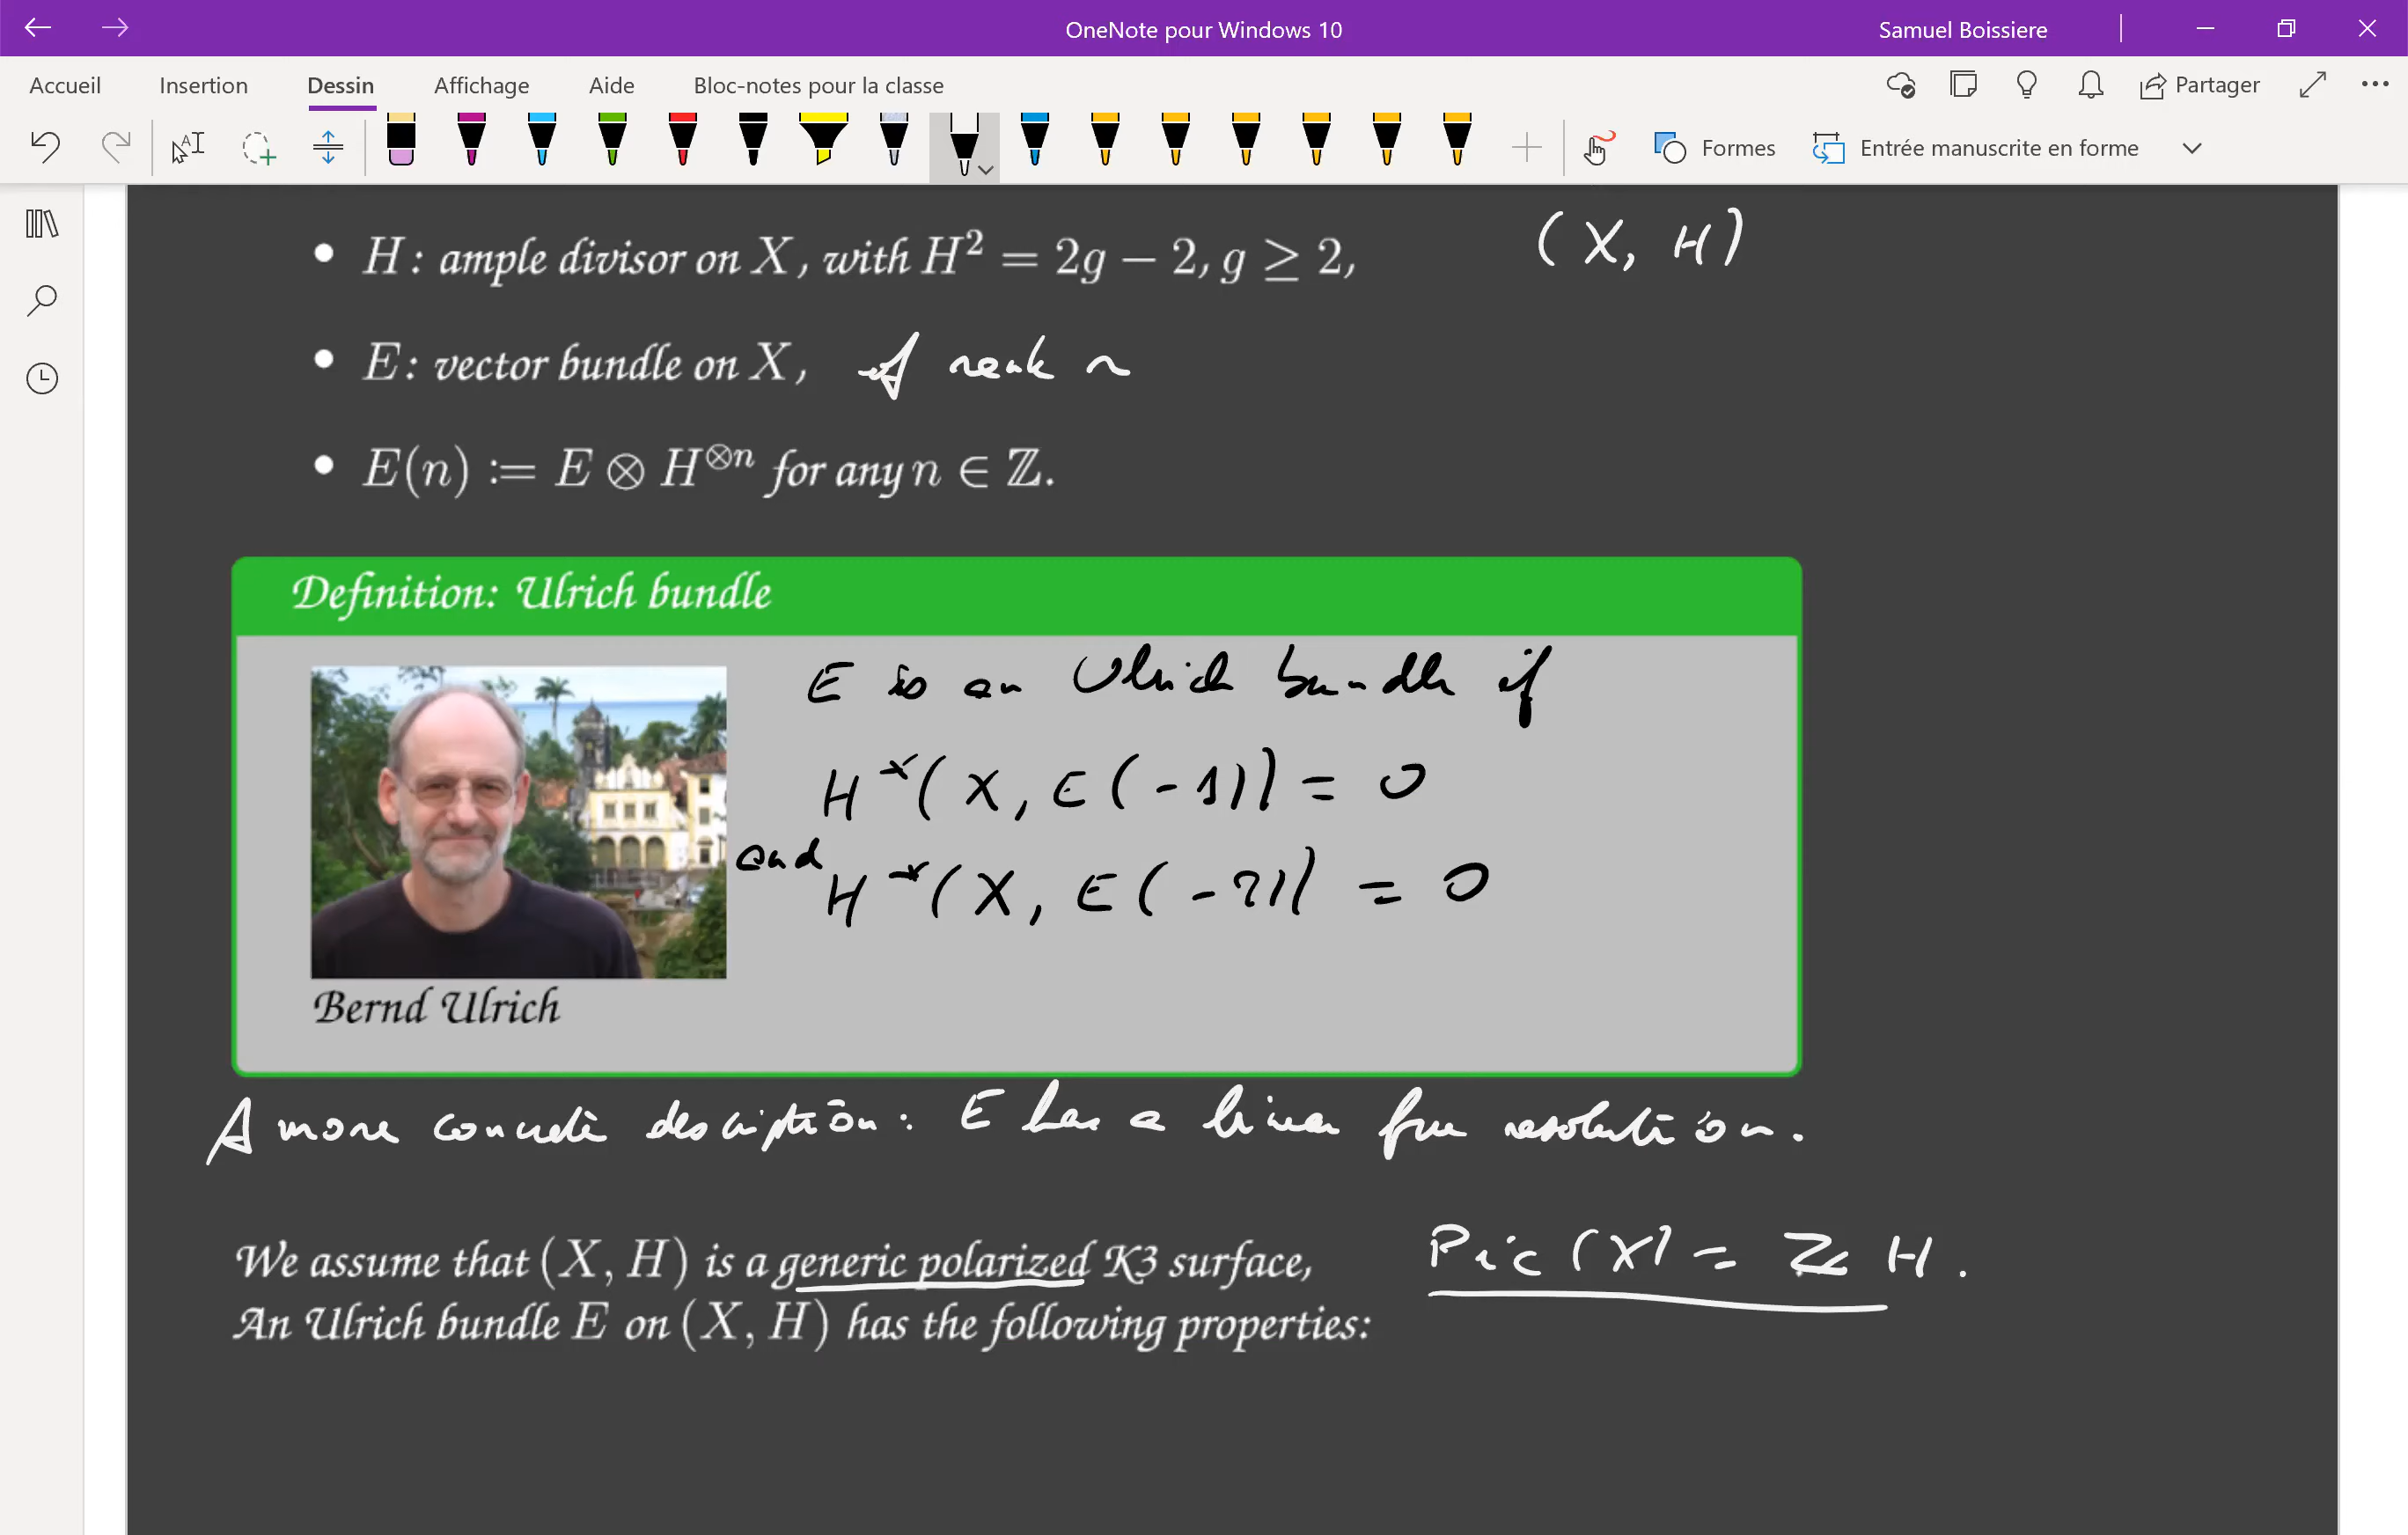 OneNote pour Windows 10
Samuel Boissiere
Accueil Insertion Dessin Affichage Aide Bloc-notes pour la classe
Partager
Formes
Entrée manuscrite en forme
• H: ample divisor on X, with H² = 2g − 2, g ≥ 2,
(X, H)
• E: vector bundle on X, of rank r
• E(n) := E ⊗ H^{⊗n} for any n ∈ ℤ.
Definition: Ulrich bundle
E is an Ulrich bundle if
H*(X, E(-1)) = 0
and H*(X, E(-2)) = 0
Bernd Ulrich
A more concrete description: E has a linear free resolution.
We assume that (X, H) is a generic polarized K3 surface,
Pic(X) = ℤ H.
An Ulrich bundle E on (X, H) has the following properties: